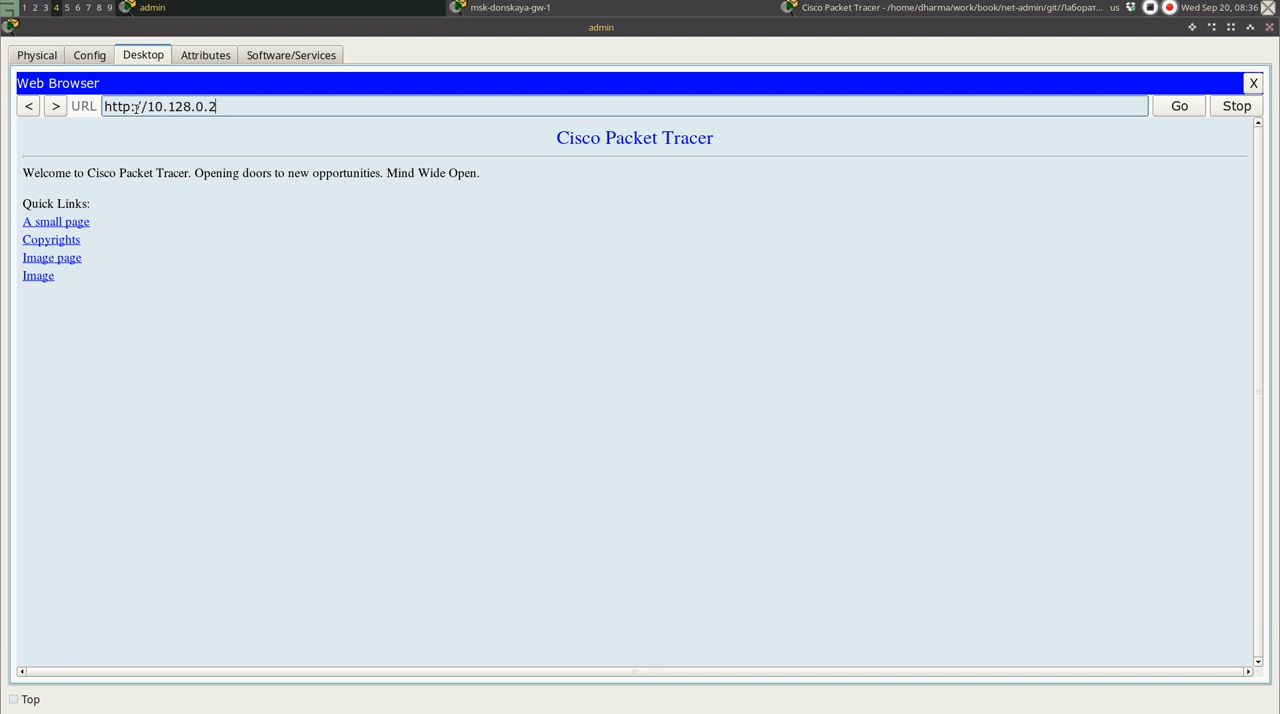 1 2 3 4 5 6 7 8 9 admin msk-donskaya-gw-1 Cisco Packet Tracer - /home/dharma/work/book/net-admin/git//Лаборат... us Wed Sep 20, 08:36
admin
Physical Config Desktop Attributes Software/Services
Web Browser X
< > URL http://10.128.0.2 Go Stop
Cisco Packet Tracer
Welcome to Cisco Packet Tracer. Opening doors to new opportunities. Mind Wide Open.
Quick Links:
A small page
Copyrights
Image page
Image
Top